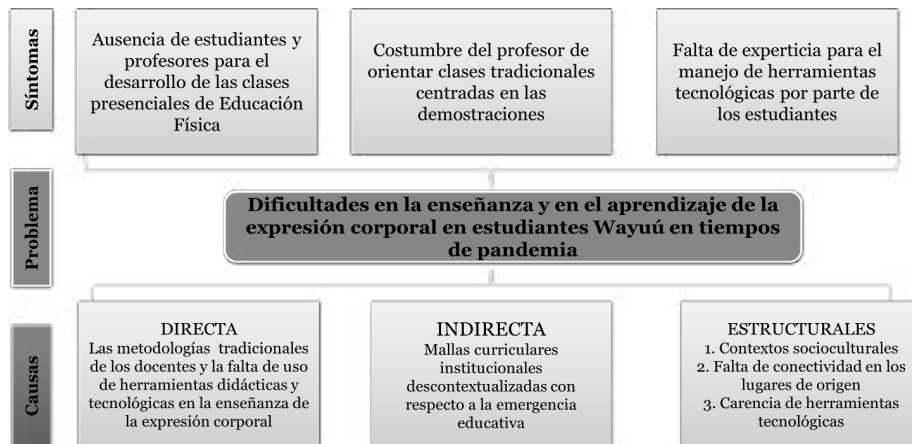 Síntomas
Ausencia de estudiantes y
profesores para el
desarrollo de las clases
presenciales de Educación
Física
Costumbre del profesor de
orientar clases tradicionales
centradas en las
demostraciones
Falta de experticia para el
manejo de herramientas
tecnológicas por parte de
los estudiantes
Problema
Dificultades en la enseñanza y en el aprendizaje de la
expresión corporal en estudiantes Wayuú en tiempos
de pandemia
Causas
DIRECTA
Las metodologías tradicionales
de los docentes y la falta de uso
de herramientas didácticas y
tecnológicas en la enseñanza de
la expresión corporal
INDIRECTA
Mallas curriculares
institucionales
descontextualizadas con
respecto a la emergencia
educativa
ESTRUCTURALES
1. Contextos socioculturales
2. Falta de conectividad en los
lugares de origen
3. Carencia de herramientas
tecnológicas